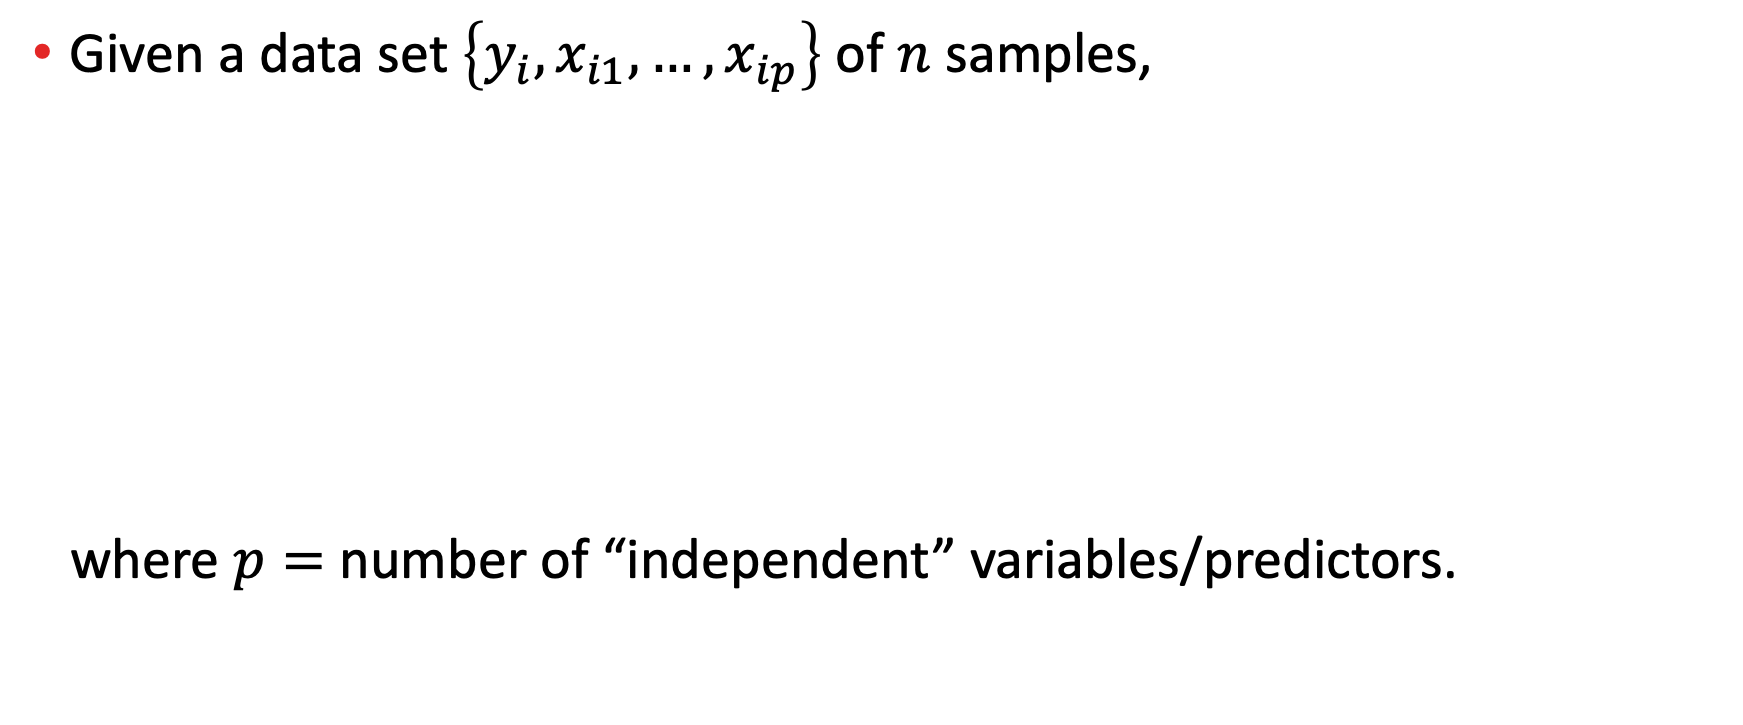 • Given a data set {yᵢ, xᵢ₁, … , xᵢₚ} of n samples,
where p = number of “independent” variables/predictors.